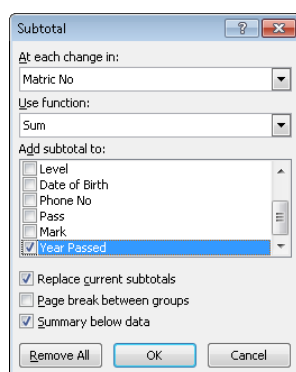 Subtotal
At each change in:
Matric No
Use function:
Sum
Add subtotal to:
Level
Date of Birth
Phone No
Pass
Mark
Year Passed
Replace current subtotals
Page break between groups
Summary below data
Remove All OK Cancel